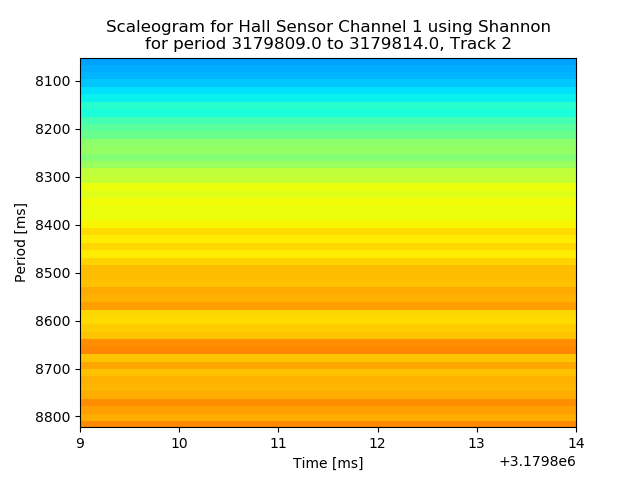 Scaleogram for Hall Sensor Channel 1 using Shannon
for period 3179809.0 to 3179814.0, Track 2
8100
8200
8300
8400
8500
8600
8700
8800
Period [ms]
9 10 11 12 13 14
Time [ms]
+3.1798e6